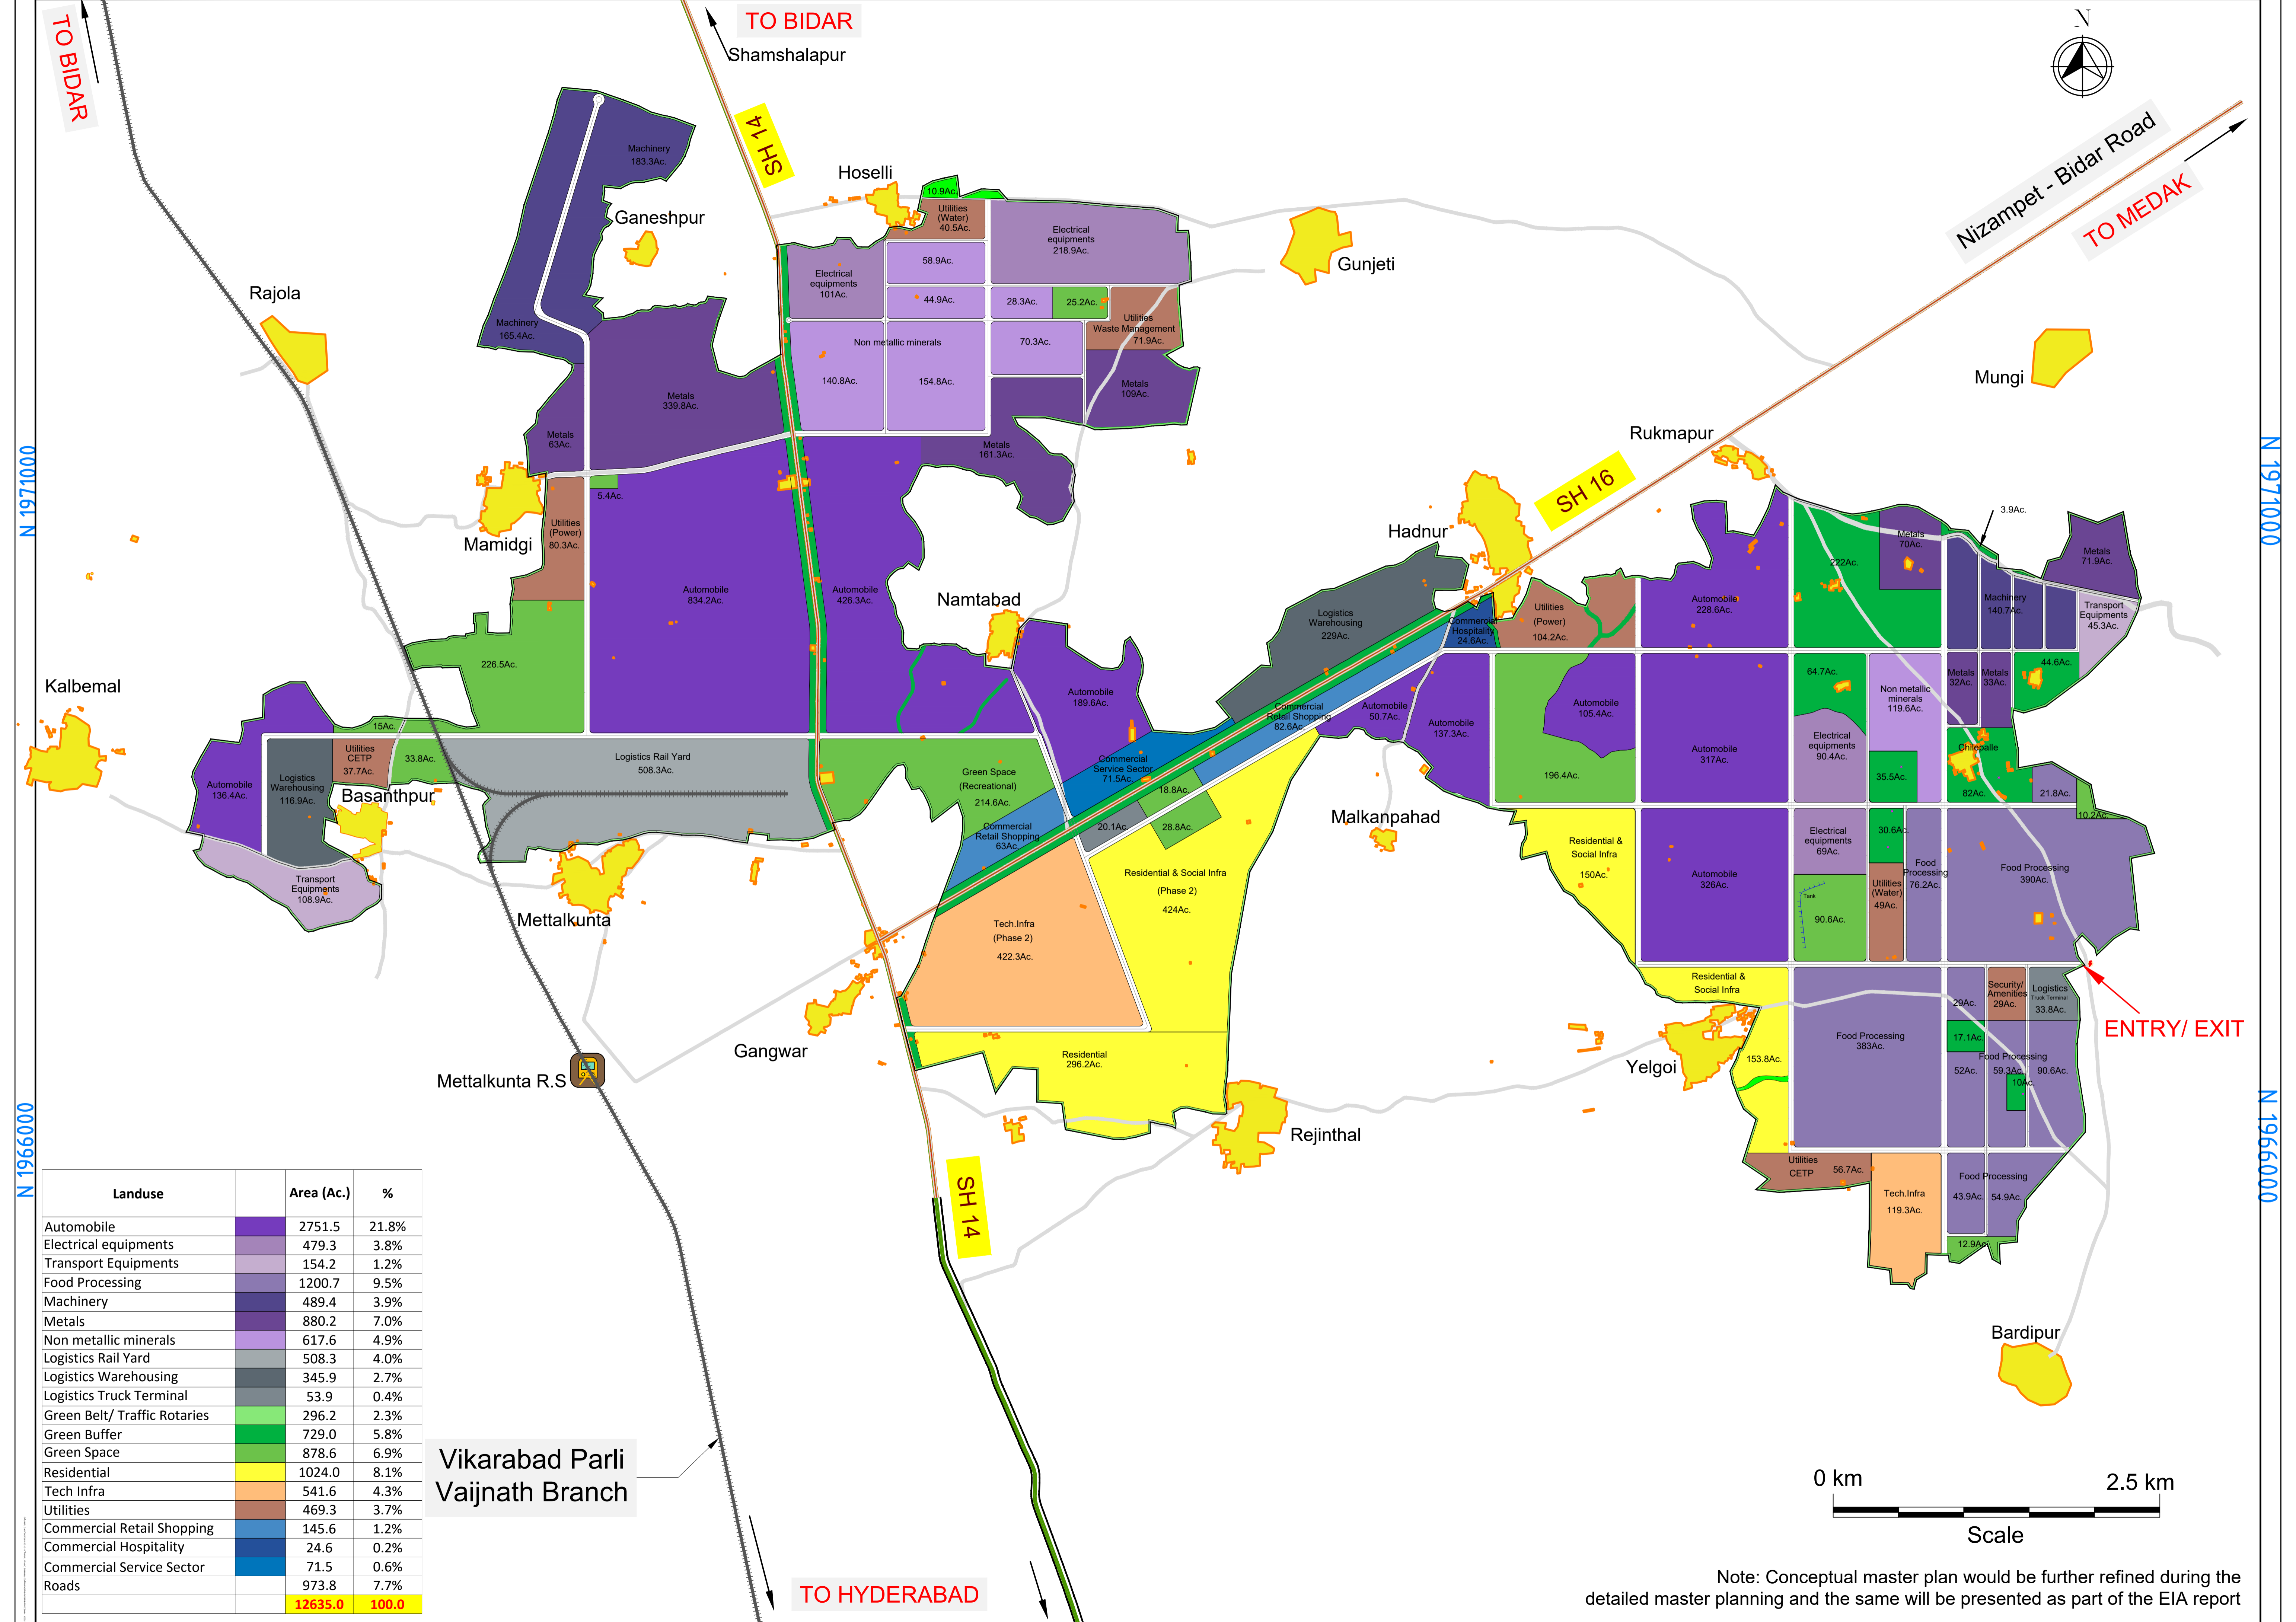 TO BIDAR
TO BIDAR
Shamshalapur
N
SH 14
Hoselli
Machinery
183.3Ac.
Ganeshpur
10.9Ac.
Utilities
(Water)
40.5Ac.
Electrical
equipments
218.9Ac.
Nizampet - Bidar Road
TO MEDAK
Gunjeti
Rajola
Electrical
equipments
101Ac.
58.9Ac.
44.9Ac.
28.3Ac.
25.2Ac.
Utilities
Waste Management
71.9Ac.
Machinery
165.4Ac.
Non metallic minerals
70.3Ac.
140.8Ac.
154.8Ac.
Metals
109Ac.
Mungi
Metals
339.8Ac.
Metals
63Ac.
Metals
161.3Ac.
Rukmapur
N 1971000
N 1971000
SH 16
5.4Ac.
Utilities
(Power)
80.3Ac.
Mamidgi
Hadnur
3.9Ac.
Metals
70Ac.
222Ac.
Metals
71.9Ac.
Automobile
834.2Ac.
Automobile
426.3Ac.
Namtabad
Logistics
Warehousing
229Ac.
Commercial
Hospitality
24.6Ac.
Utilities
(Power)
104.2Ac.
Automobile
228.6Ac.
Machinery
140.7Ac.
Transport
Equipments
45.3Ac.
226.5Ac.
Kalbemal
Automobile
189.6Ac.
Automobile
50.7Ac.
Commercial
Retail Shopping
82.6Ac.
Automobile
137.3Ac.
Automobile
105.4Ac.
64.7Ac.
Non metallic
minerals
119.6Ac.
Metals
32Ac.
Metals
33Ac.
44.6Ac.
15Ac.
Utilities
CETP
37.7Ac.
33.8Ac.
Logistics Rail Yard
508.3Ac.
Automobile
136.4Ac.
Logistics
Warehousing
116.9Ac.
Basanthpur
Green Space
(Recreational)
214.6Ac.
Commercial
Service Sector
71.5Ac.
18.8Ac.
196.4Ac.
Automobile
317Ac.
Electrical
equipments
90.4Ac.
35.5Ac.
Chilepalle
82Ac.
21.8Ac.
10.2Ac.
Commercial
Retail Shopping
63Ac.
20.1Ac.
28.8Ac.
Malkanpahad
Residential &
Social Infra
150Ac.
Automobile
326Ac.
Electrical
equipments
69Ac.
30.6Ac.
Food
Processing
76.2Ac.
Food Processing
390Ac.
Transport
Equipments
108.9Ac.
Mettalkunta
Residential & Social Infra
(Phase 2)
424Ac.
Tank
90.6Ac.
Utilities
(Water)
49Ac.
Tech.Infra
(Phase 2)
422.3Ac.
Residential &
Social Infra
Security/
Amenities
29Ac.
Logistics
Truck Terminal
33.8Ac.
29Ac.
ENTRY/ EXIT
Gangwar
Residential
296.2Ac.
Mettalkunta R.S
Yelgoi
153.8Ac.
Food Processing
383Ac.
17.1Ac.
Food Processing
52Ac.
59.3Ac.
90.6Ac.
10Ac.
N 1966000
N 1966000
Rejinthal
Utilities
CETP
56.7Ac.
Tech.Infra
119.3Ac.
Food Processing
43.9Ac.
54.9Ac.
12.9Ac.
SH 14
Bardipur
Landuse Area (Ac.) %
Automobile 2751.5 21.8%
Electrical equipments 479.3 3.8%
Transport Equipments 154.2 1.2%
Food Processing 1200.7 9.5%
Machinery 489.4 3.9%
Metals 880.2 7.0%
Non metallic minerals 617.6 4.9%
Logistics Rail Yard 508.3 4.0%
Logistics Warehousing 345.9 2.7%
Logistics Truck Terminal 53.9 0.4%
Green Belt/ Traffic Rotaries 296.2 2.3%
Green Buffer 729.0 5.8%
Green Space 878.6 6.9%
Residential 1024.0 8.1%
Tech Infra 541.6 4.3%
Utilities 469.3 3.7%
Commercial Retail Shopping 145.6 1.2%
Commercial Hospitality 24.6 0.2%
Commercial Service Sector 71.5 0.6%
Roads 973.8 7.7%
12635.0 100.0
Vikarabad Parli
Vaijnath Branch
TO HYDERABAD
0 km 2.5 km
Scale
Note: Conceptual master plan would be further refined during the
detailed master planning and the same will be presented as part of the EIA report